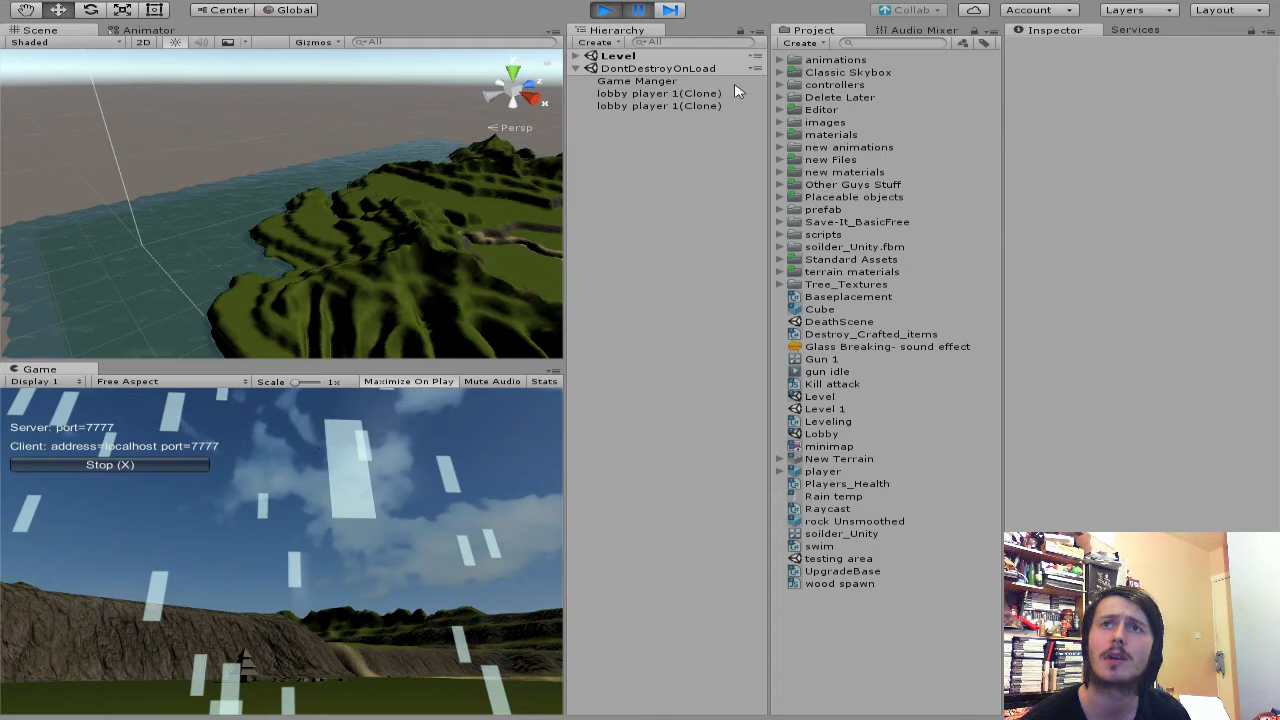 Center
Global
Collab
Account
Layers
Layout
Scene
Animator
Shaded
2D
Gizmos
All
Y
Z
X
Persp
Game
Display 1
Free Aspect
Scale
1x
Maximize On Play
Mute Audio
Stats
Server: port=7777
Client: address=localhost port=7777
Stop (X)
Hierarchy
Create
All
Level
DontDestroyOnLoad
Game Manger
lobby player 1(Clone)
lobby player 1(Clone)
Project
Audio Mixer
Create
animations
Classic Skybox
controllers
Delete Later
Editor
images
materials
new animations
new Files
new materials
Other Guys Stuff
Placeable objects
prefab
Save-It_BasicFree
scripts
soilder_Unity.fbm
Standard Assets
terrain materials
Tree_Textures
Baseplacement
Cube
DeathScene
Destroy_Crafted_items
Glass Breaking- sound effect
Gun 1
gun idle
Kill attack
Level
Level 1
Leveling
Lobby
minimap
New Terrain
player
Players_Health
Rain temp
Raycast
rock Unsmoothed
soilder_Unity
swim
testing area
UpgradeBase
wood spawn
Inspector
Services